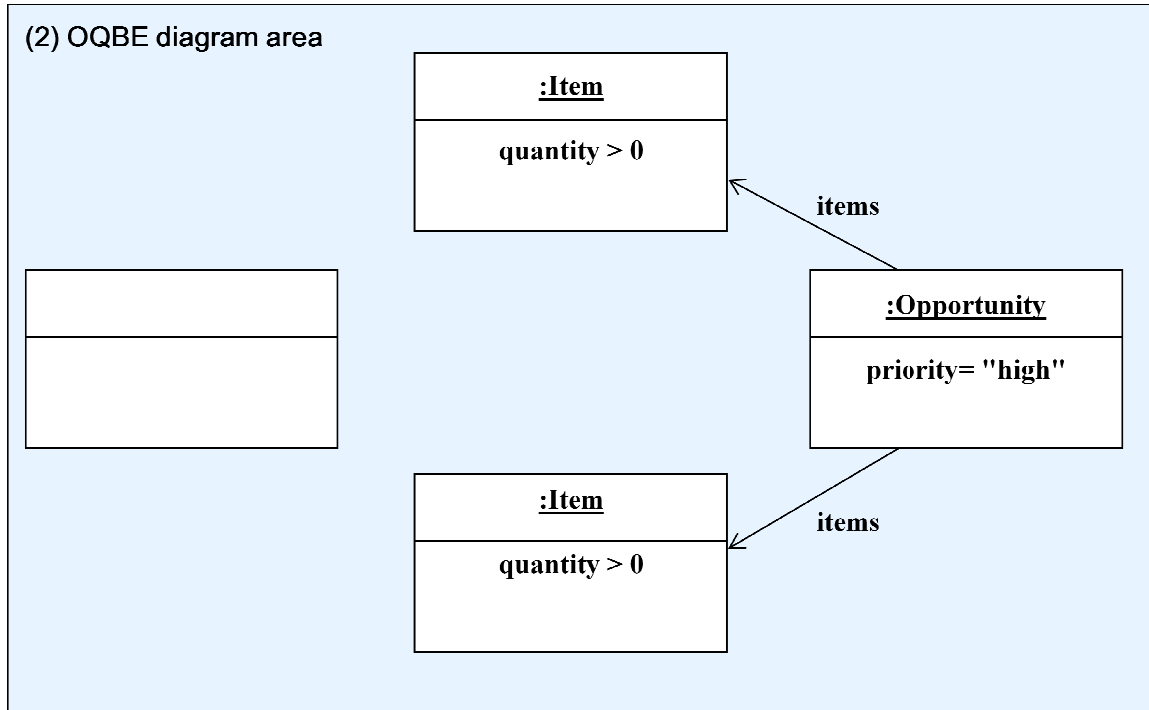 (2) OQBE diagram area
:Item
quantity > 0
items
:Opportunity
priority= "high"
:Item
items
quantity > 0